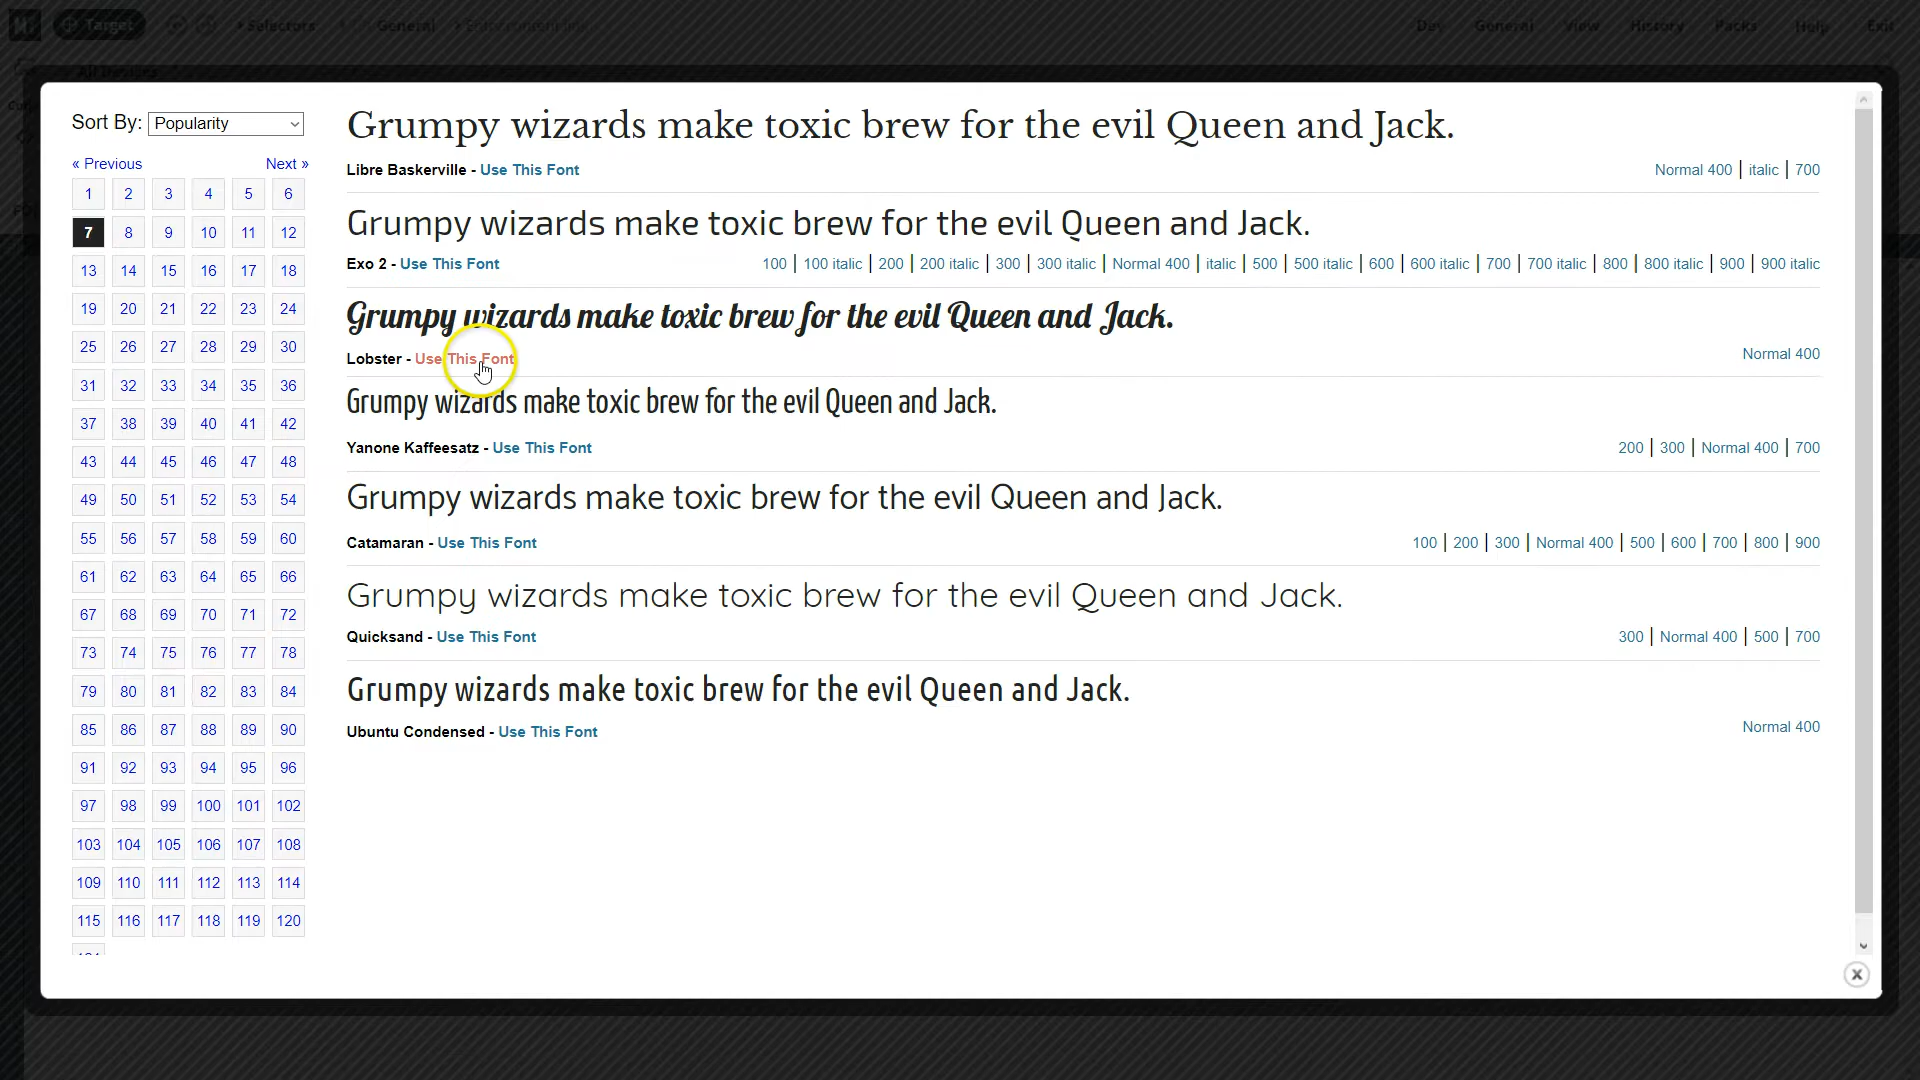 Target
Selectors
General
Entry content link
Dev
General
View
History
Packs
Help
Exit
All Devices
Sort By: Popularity
« Previous Next »
1 2 3 4 5 6
7 8 9 10 11 12
13 14 15 16 17 18
19 20 21 22 23 24
25 26 27 28 29 30
31 32 33 34 35 36
37 38 39 40 41 42
43 44 45 46 47 48
49 50 51 52 53 54
55 56 57 58 59 60
61 62 63 64 65 66
67 68 69 70 71 72
73 74 75 76 77 78
79 80 81 82 83 84
85 86 87 88 89 90
91 92 93 94 95 96
97 98 99 100 101 102
103 104 105 106 107 108
109 110 111 112 113 114
115 116 117 118 119 120
Grumpy wizards make toxic brew for the evil Queen and Jack.
Libre Baskerville - Use This Font
Normal 400 | italic | 700
Grumpy wizards make toxic brew for the evil Queen and Jack.
Exo 2 - Use This Font
100 | 100 italic | 200 | 200 italic | 300 | 300 italic | Normal 400 | italic | 500 | 500 italic | 600 | 600 italic | 700 | 700 italic | 800 | 800 italic | 900 | 900 italic
Grumpy wizards make toxic brew for the evil Queen and Jack.
Lobster - Use This Font
Normal 400
Grumpy wizards make toxic brew for the evil Queen and Jack.
Yanone Kaffeesatz - Use This Font
200 | 300 | Normal 400 | 700
Grumpy wizards make toxic brew for the evil Queen and Jack.
Catamaran - Use This Font
100 | 200 | 300 | Normal 400 | 500 | 600 | 700 | 800 | 900
Grumpy wizards make toxic brew for the evil Queen and Jack.
Quicksand - Use This Font
300 | Normal 400 | 500 | 700
Grumpy wizards make toxic brew for the evil Queen and Jack.
Ubuntu Condensed - Use This Font
Normal 400